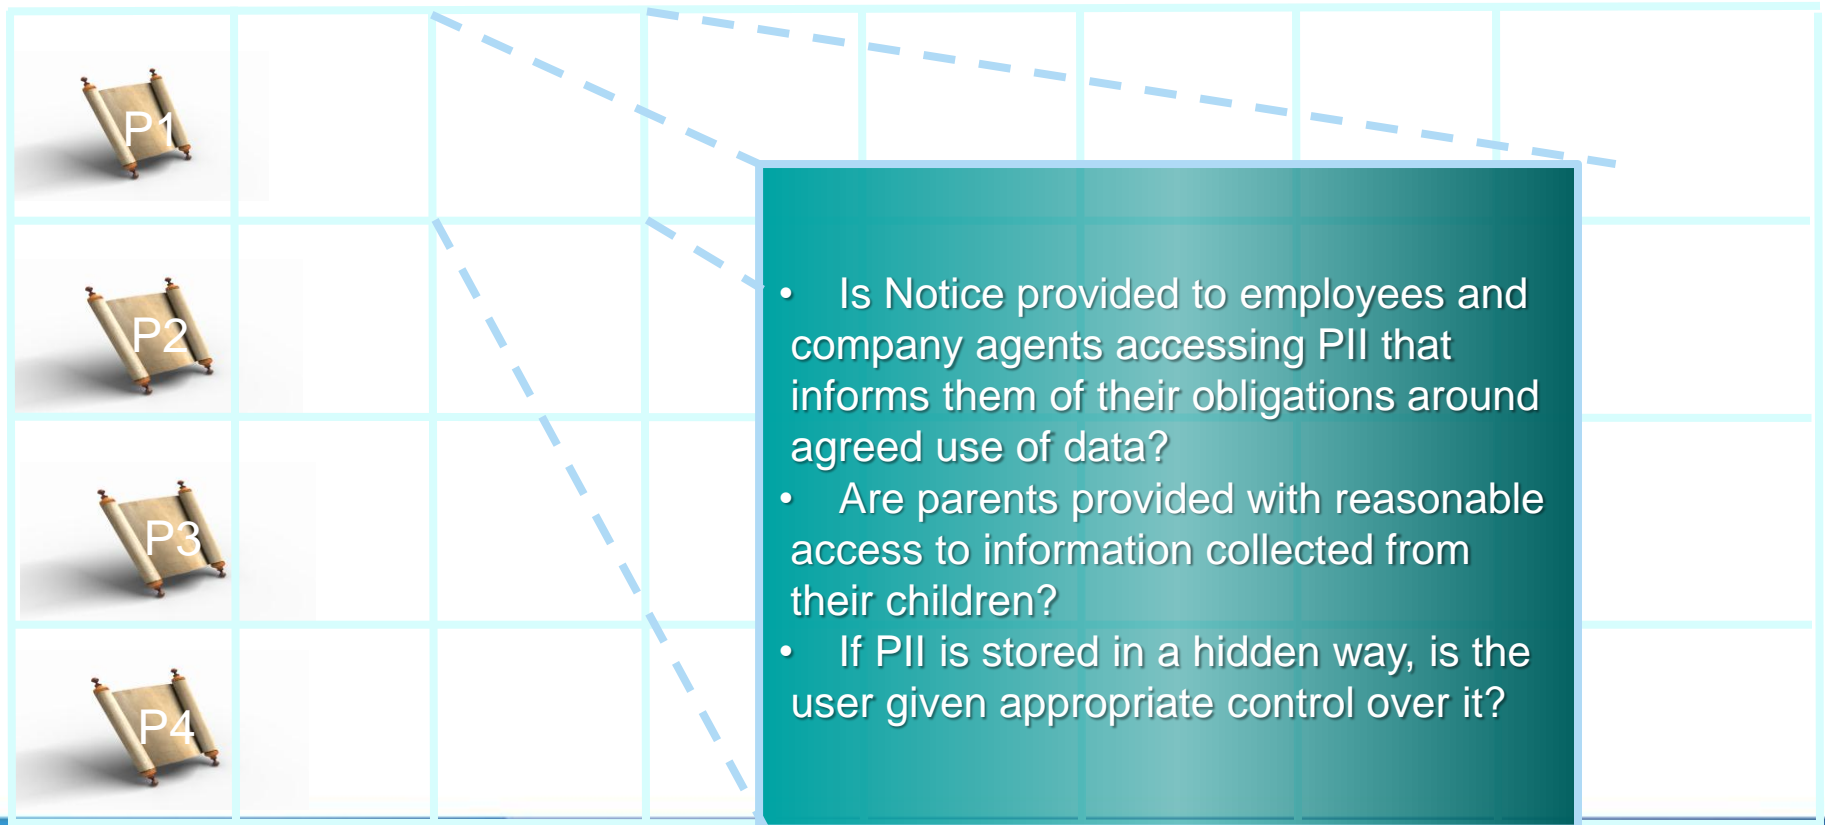 P1
P2
P3
P4
• Is Notice provided to employees and
company agents accessing PII that
informs them of their obligations around
agreed use of data?
• Are parents provided with reasonable
access to information collected from
their children?
• If PII is stored in a hidden way, is the
user given appropriate control over it?